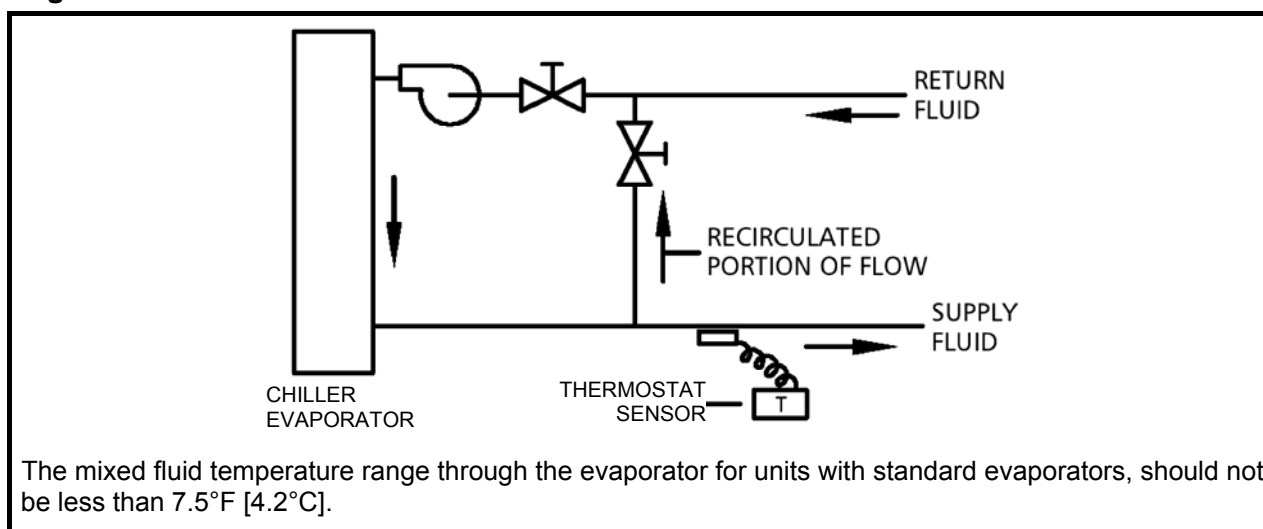 RETURN
FLUID
RECIRCULATED
PORTION OF FLOW
SUPPLY
FLUID
CHILLER
EVAPORATOR
THERMOSTAT
SENSOR
T
The mixed fluid temperature range through the evaporator for units with standard evaporators, should not
be less than 7.5°F [4.2°C].